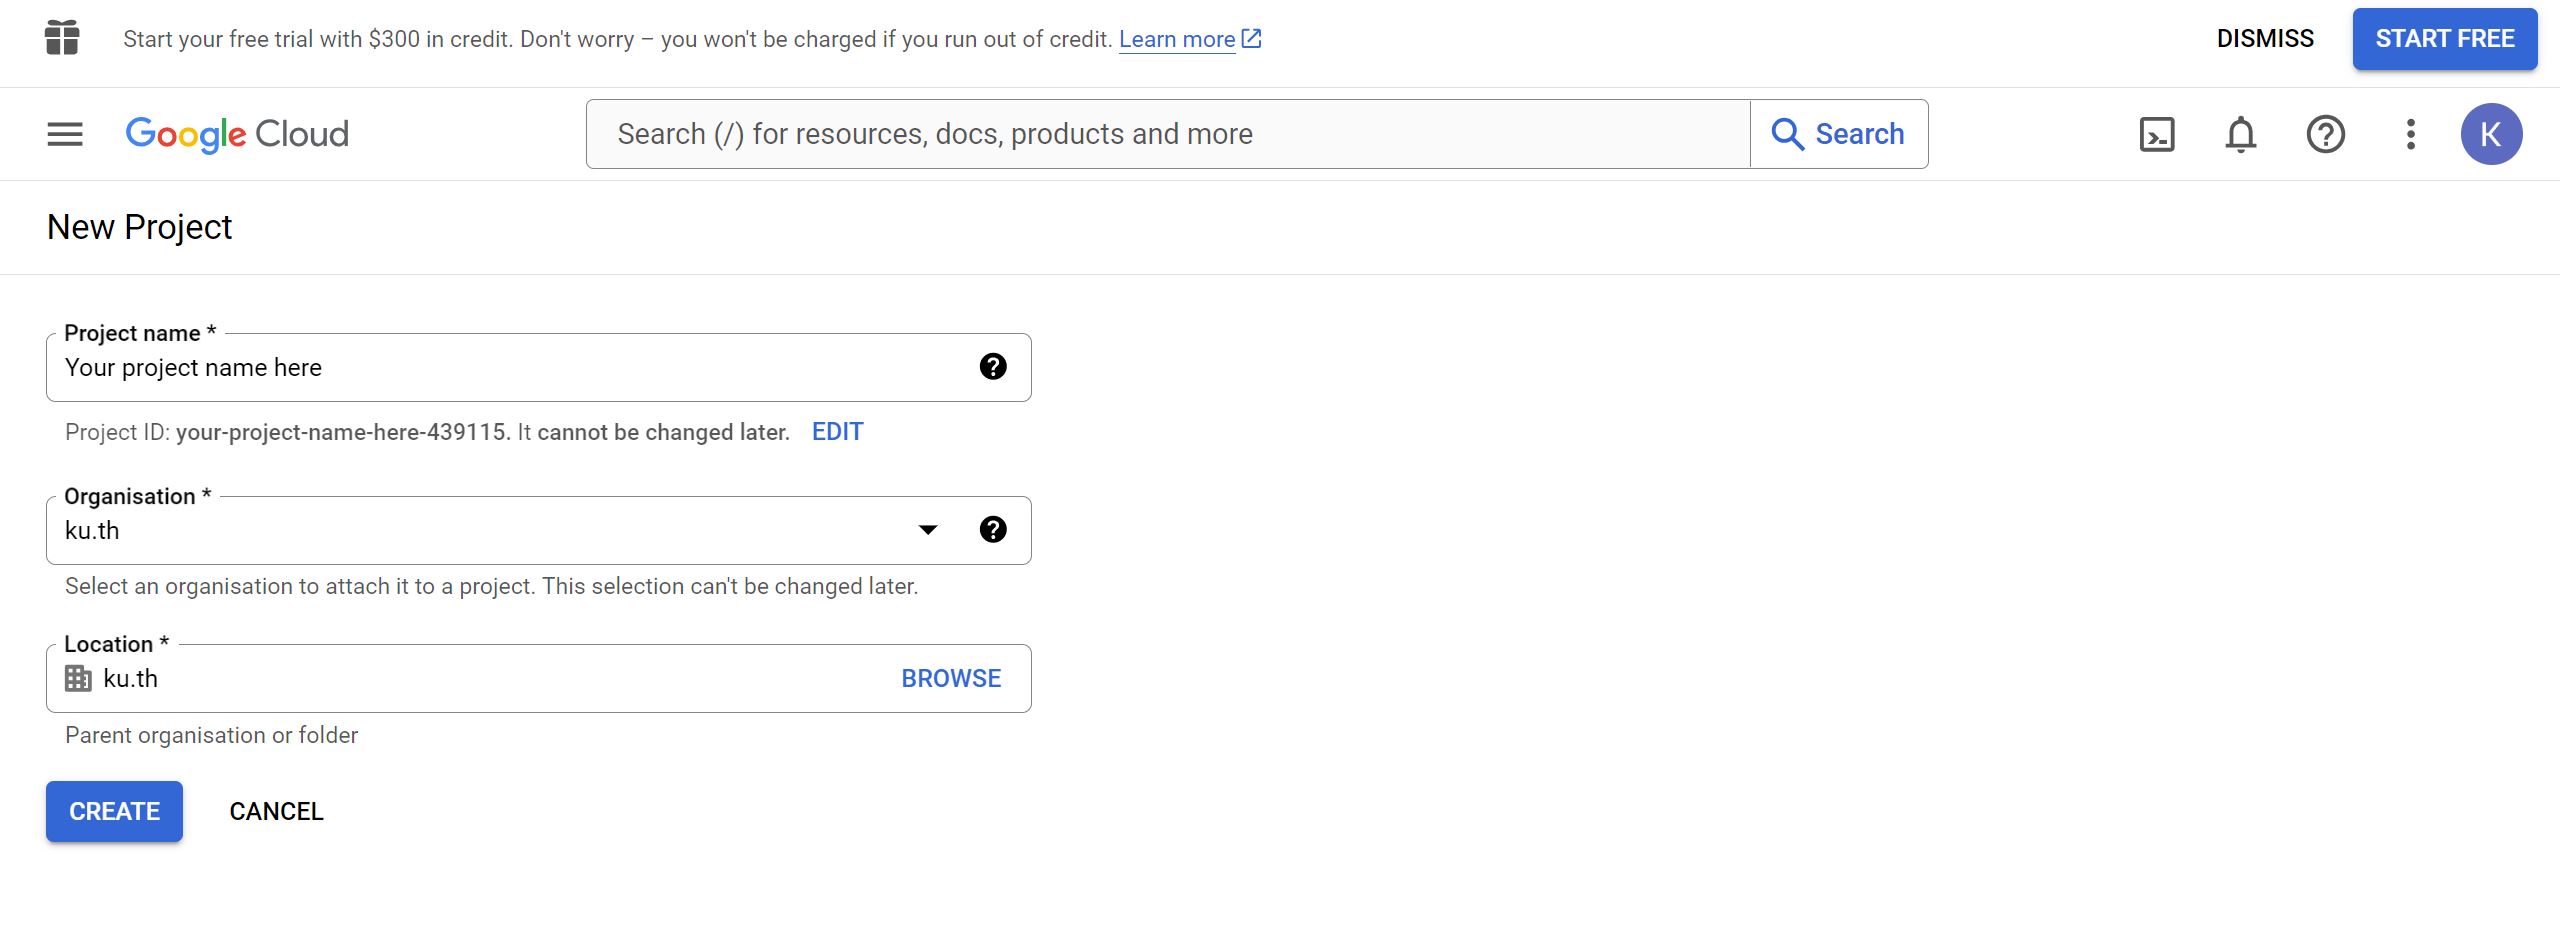 Start your free trial with $300 in credit. Don't worry – you won't be charged if you run out of credit. Learn more
DISMISS
START FREE
Google Cloud
Search (/) for resources, docs, products and more
Search
K
New Project
Project name *
Your project name here
Project ID: your-project-name-here-439115. It cannot be changed later. EDIT
Organisation *
ku.th
Select an organisation to attach it to a project. This selection can't be changed later.
Location *
ku.th
BROWSE
Parent organisation or folder
CREATE
CANCEL